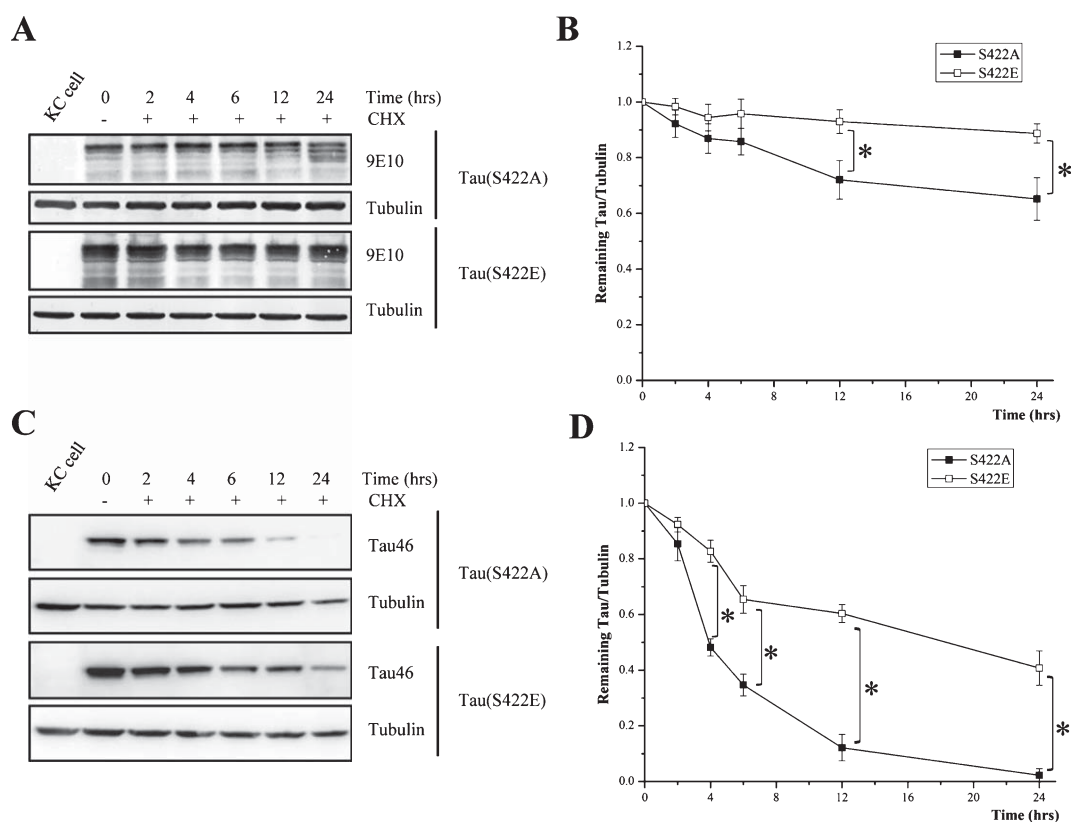 A
KC cell 0 2 4 6 12 24 Time (hrs)
- + + + + + CHX
9E10
Tubulin
Tau(S422A)
9E10
Tubulin
Tau(S422E)
B
S422A
S422E
Remaining Tau/Tubulin
1.2
1.0
0.8
0.6
0.4
0.2
0.0
*
*
0 4 8 12 16 20 24
Time (hrs)
C
KC cell 0 2 4 6 12 24 Time (hrs)
- + + + + + CHX
Tau46
Tubulin
Tau(S422A)
Tau46
Tubulin
Tau(S422E)
D
S422A
S422E
Remaining Tau/Tubulin
1.2
1.0
0.8
0.6
0.4
0.2
0.0
*
*
*
*
0 4 8 12 16 20 24
Time (hrs)